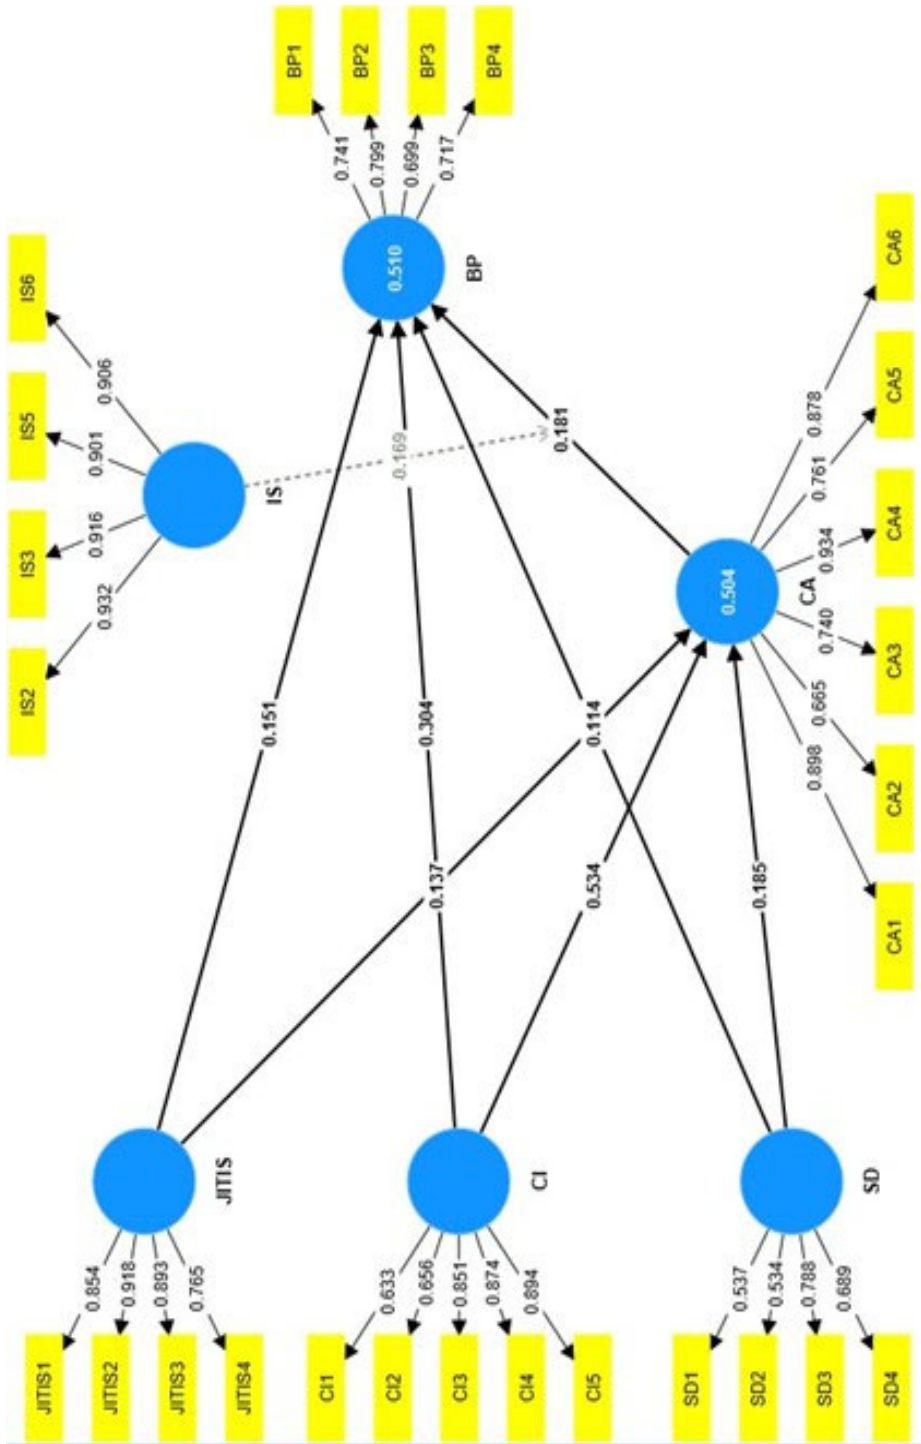 IS2
IS3
IS5
IS6
0.932
0.916
0.901
0.906
IS
JITIS1
JITIS2
JITIS3
JITIS4
0.854
0.918
0.893
0.765
JITIS
0.151
0.137
CI1
CI2
CI3
CI4
CI5
0.633
0.656
0.851
0.874
0.894
CI
0.304
0.534
SD1
SD2
SD3
SD4
0.537
0.534
0.788
0.689
SD
0.114
0.185
0.169
0.181
0.510
BP
0.741
0.799
0.699
0.717
BP1
BP2
BP3
BP4
0.504
CA
0.898
0.665
0.740
0.934
0.761
0.878
CA1
CA2
CA3
CA4
CA5
CA6